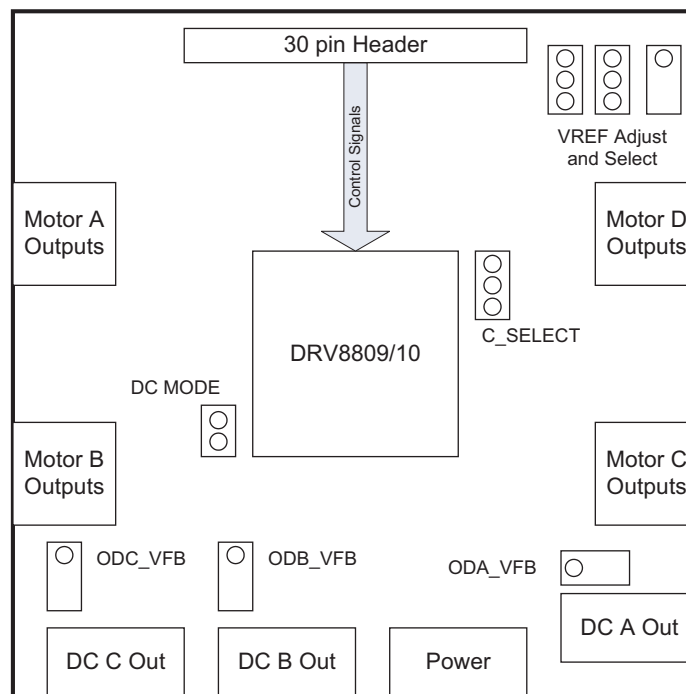 30 pin Header
Control Signals
VREF Adjust
and Select
Motor A
Outputs
Motor D
Outputs
C_SELECT
DRV8809/10
DC MODE
Motor B
Outputs
Motor C
Outputs
ODC_VFB
ODB_VFB
ODA_VFB
DC A Out
DC C Out
DC B Out
Power